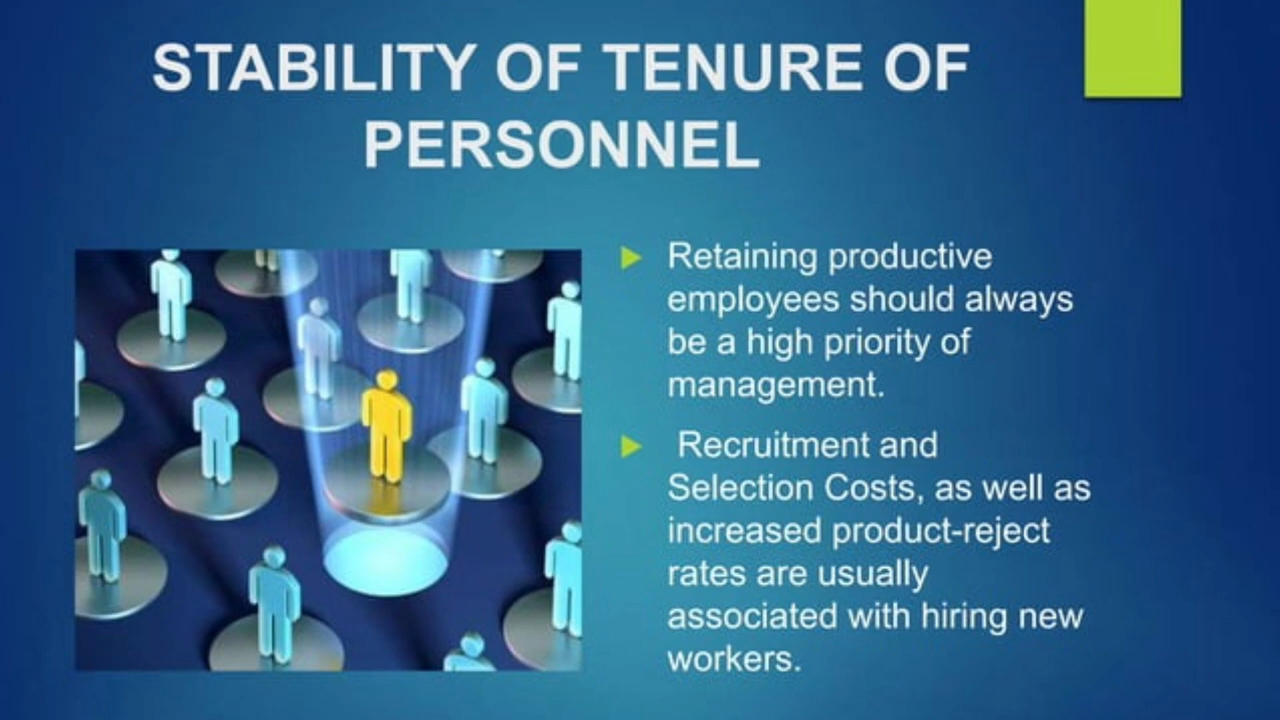 STABILITY OF TENURE OF
PERSONNEL
Retaining productive
employees should always
be a high priority of
management.
Recruitment and
Selection Costs, as well as
increased product-reject
rates are usually
associated with hiring new
workers.